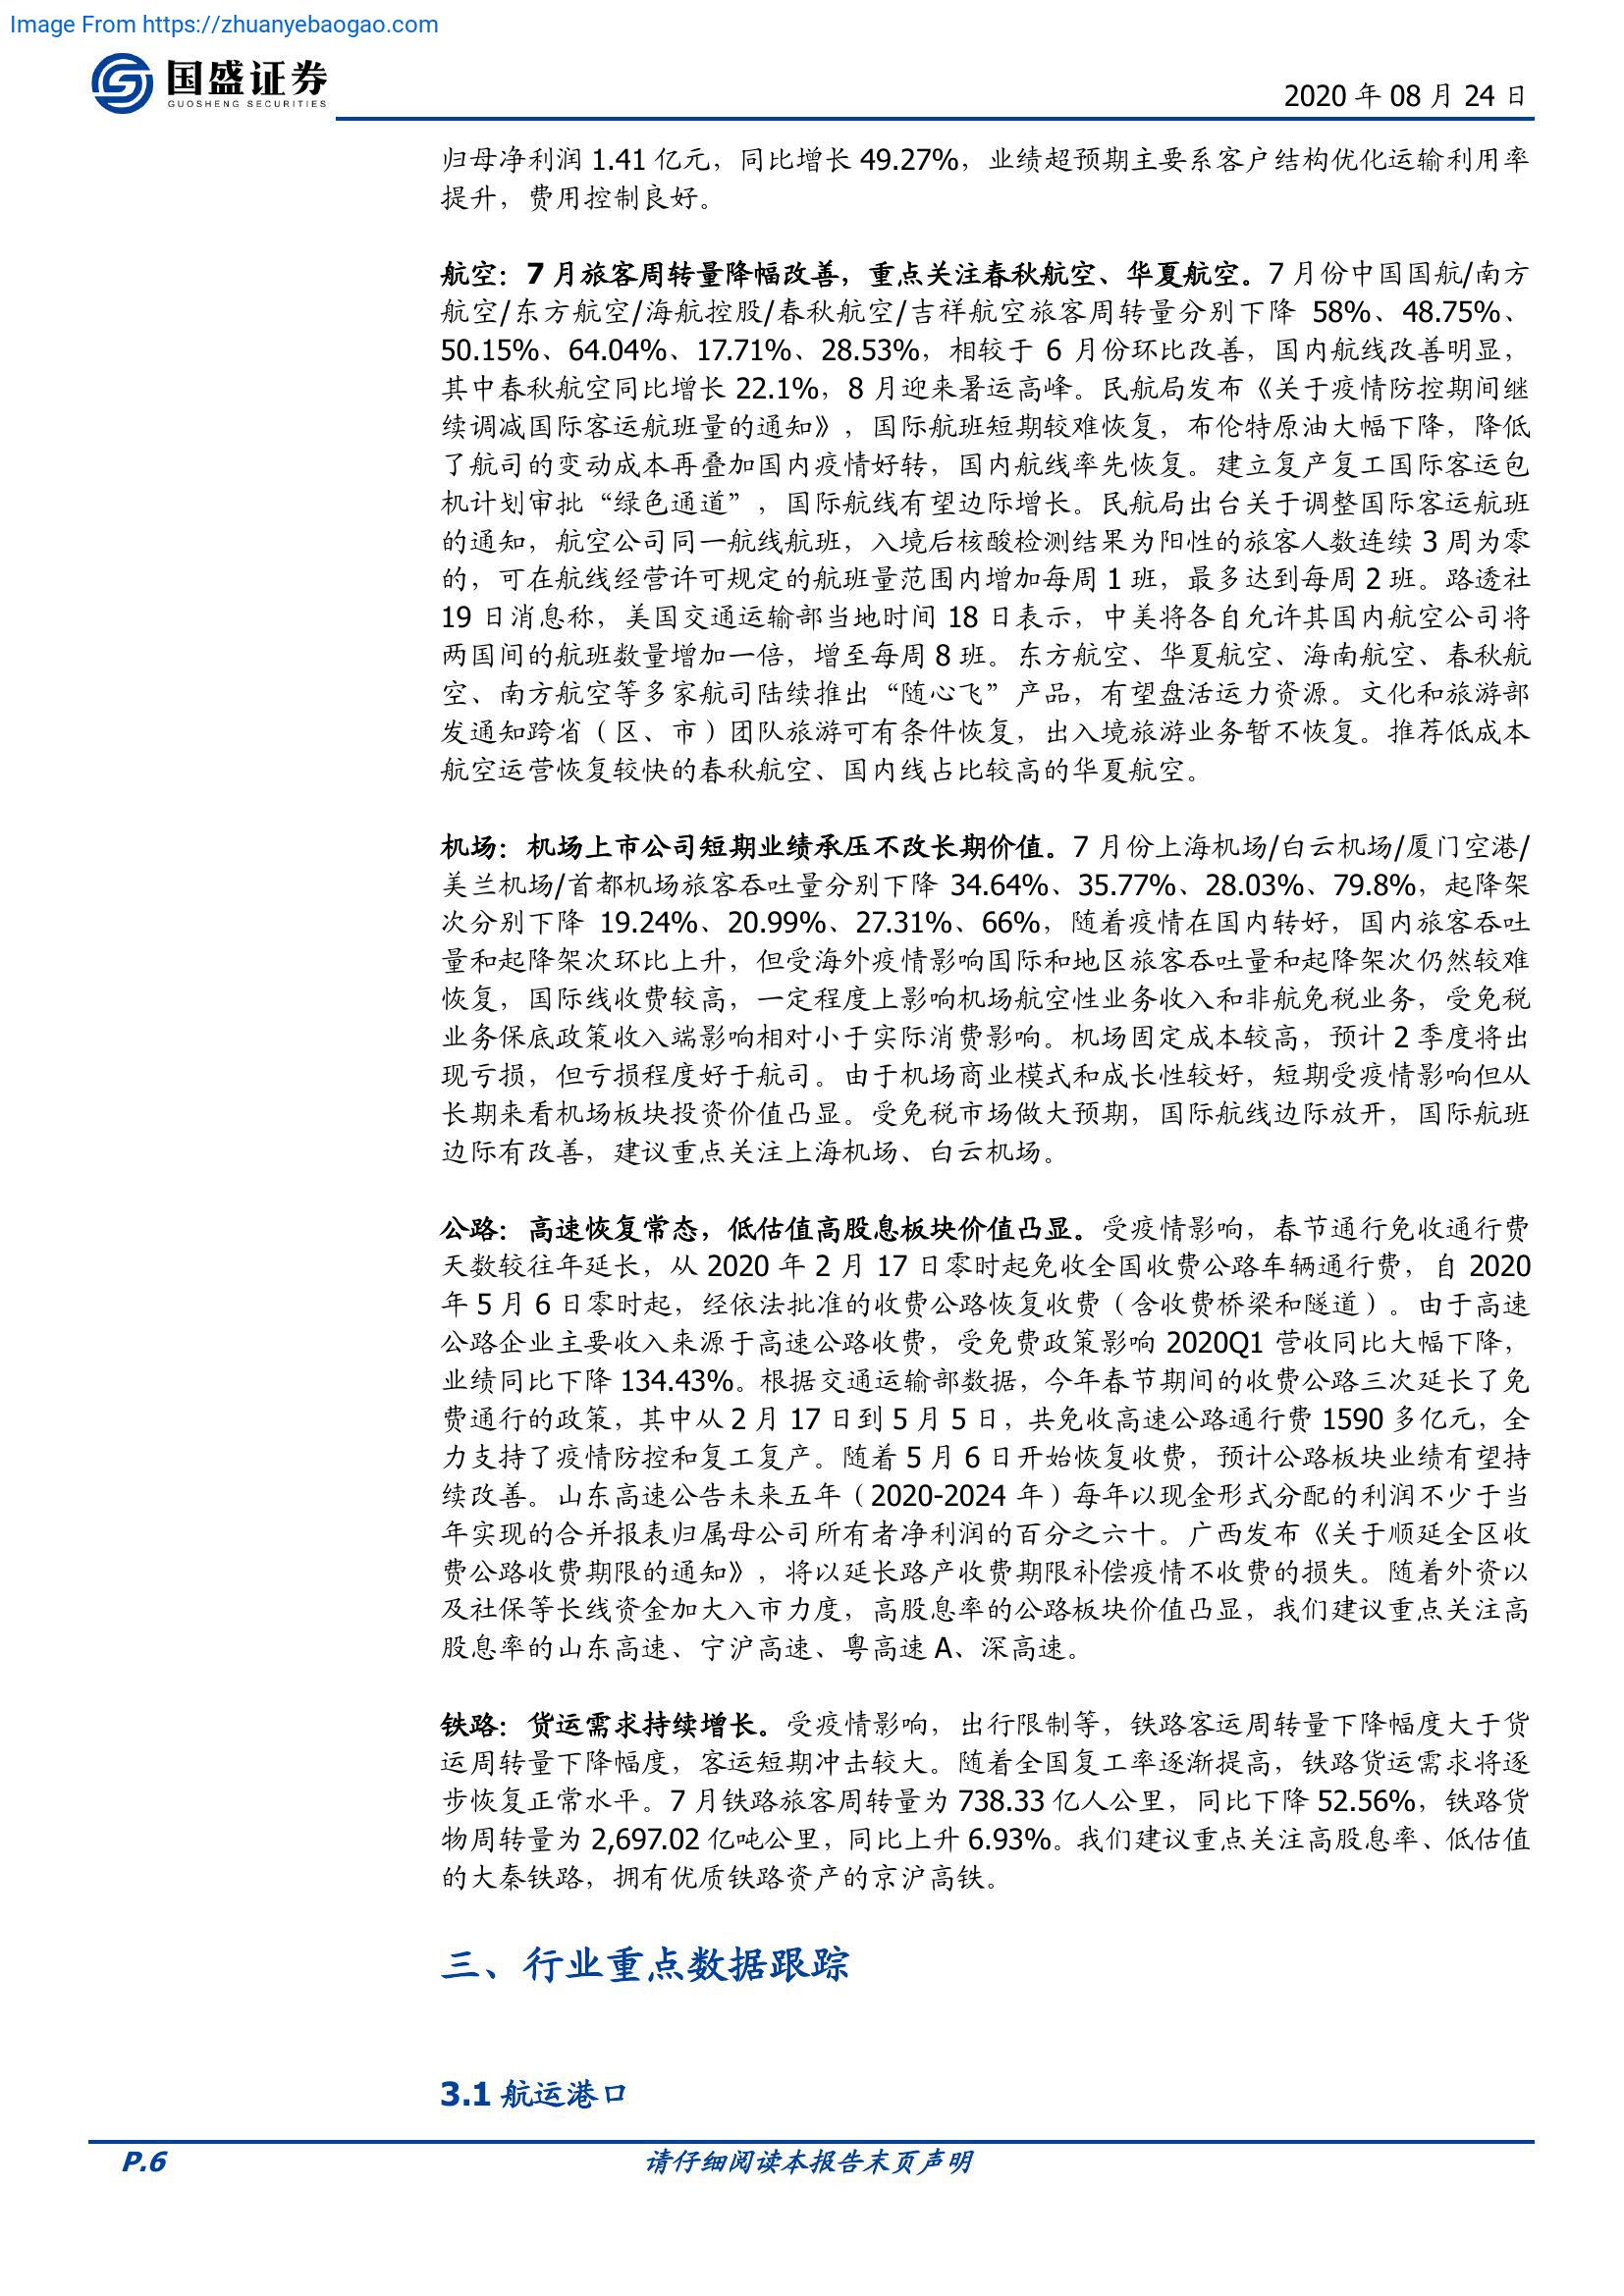 Image From https://zhuanyebaogao.com
国盛证券
GUOSHENG SECURITIES
2020 年 08 月 24 日
归母净利润 1.41 亿元，同比增长 49.27%，业绩超预期主要系客户结构优化运输利用率
提升，费用控制良好。
航空：7 月旅客周转量降幅改善，重点关注春秋航空、华夏航空。7 月份中国国航/南方
航空/东方航空/海航控股/春秋航空/吉祥航空旅客周转量分别下降 58%、48.75%、
50.15%、64.04%、17.71%、28.53%，相较于 6 月份环比改善，国内航线改善明显，
其中春秋航空同比增长 22.1%，8 月迎来暑运高峰。民航局发布《关于疫情防控期间继
续调减国际客运航班量的通知》，国际航班短期较难恢复，布伦特原油大幅下降，降低
了航司的变动成本再叠加国内疫情好转，国内航线率先恢复。建立复产复工国际客运包
机计划审批“绿色通道”，国际航线有望边际增长。民航局出台关于调整国际客运航班
的通知，航空公司同一航线航班，入境后核酸检测结果为阳性的旅客人数连续 3 周为零
的，可在航线经营许可规定的航班量范围内增加每周 1 班，最多达到每周 2 班。路透社
19 日消息称，美国交通运输部当地时间 18 日表示，中美将各自允许其国内航空公司将
两国间的航班数量增加一倍，增至每周 8 班。东方航空、华夏航空、海南航空、春秋航
空、南方航空等多家航司陆续推出“随心飞”产品，有望盘活运力资源。文化和旅游部
发通知跨省（区、市）团队旅游可有条件恢复，出入境旅游业务暂不恢复。推荐低成本
航空运营恢复较快的春秋航空、国内线占比较高的华夏航空。
机场：机场上市公司短期业绩承压不改长期价值。7 月份上海机场/白云机场/厦门空港/
美兰机场/首都机场旅客吞吐量分别下降 34.64%、35.77%、28.03%、79.8%，起降架
次分别下降 19.24%、20.99%、27.31%、66%，随着疫情在国内转好，国内旅客吞吐
量和起降架次环比上升，但受海外疫情影响国际和地区旅客吞吐量和起降架次仍然较难
恢复，国际线收费较高，一定程度上影响机场航空性业务收入和非航免税业务，受免税
业务保底政策收入端影响相对小于实际消费影响。机场固定成本较高，预计 2 季度将出
现亏损，但亏损程度好于航司。由于机场商业模式和成长性较好，短期受疫情影响但从
长期来看机场板块投资价值凸显。受免税市场做大预期，国际航线边际放开，国际航班
边际有改善，建议重点关注上海机场、白云机场。
公路：高速恢复常态，低估值高股息板块价值凸显。受疫情影响，春节通行免收通行费
天数较往年延长，从 2020 年 2 月 17 日零时起免收全国收费公路车辆通行费，自 2020
年 5 月 6 日零时起，经依法批准的收费公路恢复收费（含收费桥梁和隧道）。由于高速
公路企业主要收入来源于高速公路收费，受免费政策影响 2020Q1 营收同比大幅下降，
业绩同比下降 134.43%。根据交通运输部数据，今年春节期间的收费公路三次延长了免
费通行的政策，其中从 2 月 17 日到 5 月 5 日，共免收高速公路通行费 1590 多亿元，全
力支持了疫情防控和复工复产。随着 5 月 6 日开始恢复收费，预计公路板块业绩有望持
续改善。山东高速公告未来五年（2020-2024 年）每年以现金形式分配的利润不少于当
年实现的合并报表归属母公司所有者净利润的百分之六十。广西发布《关于顺延全区收
费公路收费期限的通知》，将以延长路产收费期限补偿疫情不收费的损失。随着外资以
及社保等长线资金加大入市力度，高股息率的公路板块价值凸显，我们建议重点关注高
股息率的山东高速、宁沪高速、粤高速 A、深高速。
铁路：货运需求持续增长。受疫情影响，出行限制等，铁路客运周转量下降幅度大于货
运周转量下降幅度，客运短期冲击较大。随着全国复工率逐渐提高，铁路货运需求将逐
步恢复正常水平。7 月铁路旅客周转量为 738.33 亿人公里，同比下降 52.56%，铁路货
物周转量为 2,697.02 亿吨公里，同比上升 6.93%。我们建议重点关注高股息率、低估值
的大秦铁路，拥有优质铁路资产的京沪高铁。
三、行业重点数据跟踪
3.1 航运港口
P.6
请仔细阅读本报告末页声明